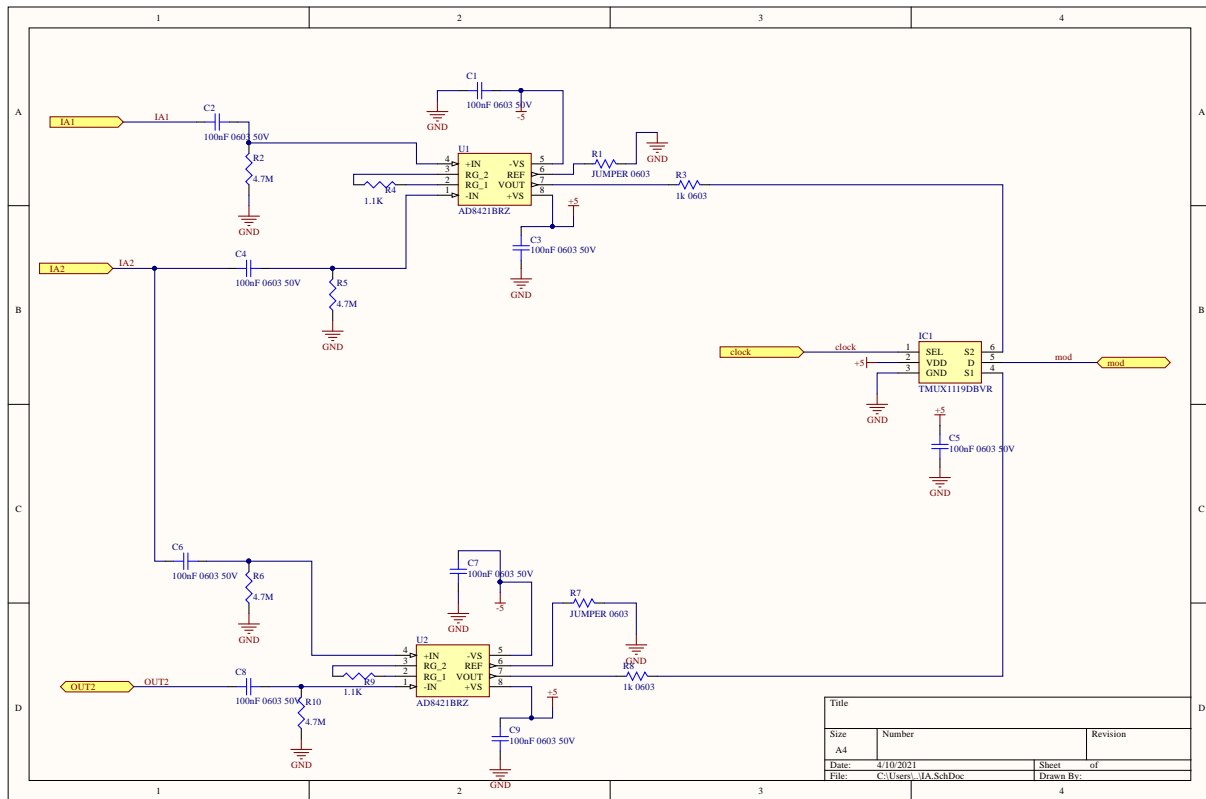 1 2 3 4
A A
B B
C C
D D
C1
100nF 0603 50V
GND
-5
IA1
IA1
C2
100nF 0603 50V
R2
4.7M
GND
U1
4 +IN -VS 5
3 RG_2 REF 6
2 RG_1 VOUT 7
1 -IN +VS 8
AD8421BRZ
R4
1.1K
R1
JUMPER 0603
GND
R3
1k 0603
+5
C3
100nF 0603 50V
GND
IA2
IA2
C4
100nF 0603 50V
R5
4.7M
GND
clock
clock
IC1
1 SEL S2 6
2 VDD D 5
3 GND S1 4
TMUX1119DBVR
+5
GND
mod
mod
+5
C5
100nF 0603 50V
GND
C6
100nF 0603 50V
R6
4.7M
GND
C7
100nF 0603 50V
-5
GND
R7
JUMPER 0603
GND
U2
4 +IN -VS 5
3 RG_2 REF 6
2 RG_1 VOUT 7
1 -IN +VS 8
AD8421BRZ
R9
1.1K
R8
1k 0603
OUT2
OUT2
C8
100nF 0603 50V
R10
4.7M
GND
+5
C9
100nF 0603 50V
GND
Title
Size Number Revision
A4
Date: 4/10/2021 Sheet of
File: C:\Users\..\IA.SchDoc Drawn By:
1 2 3 4